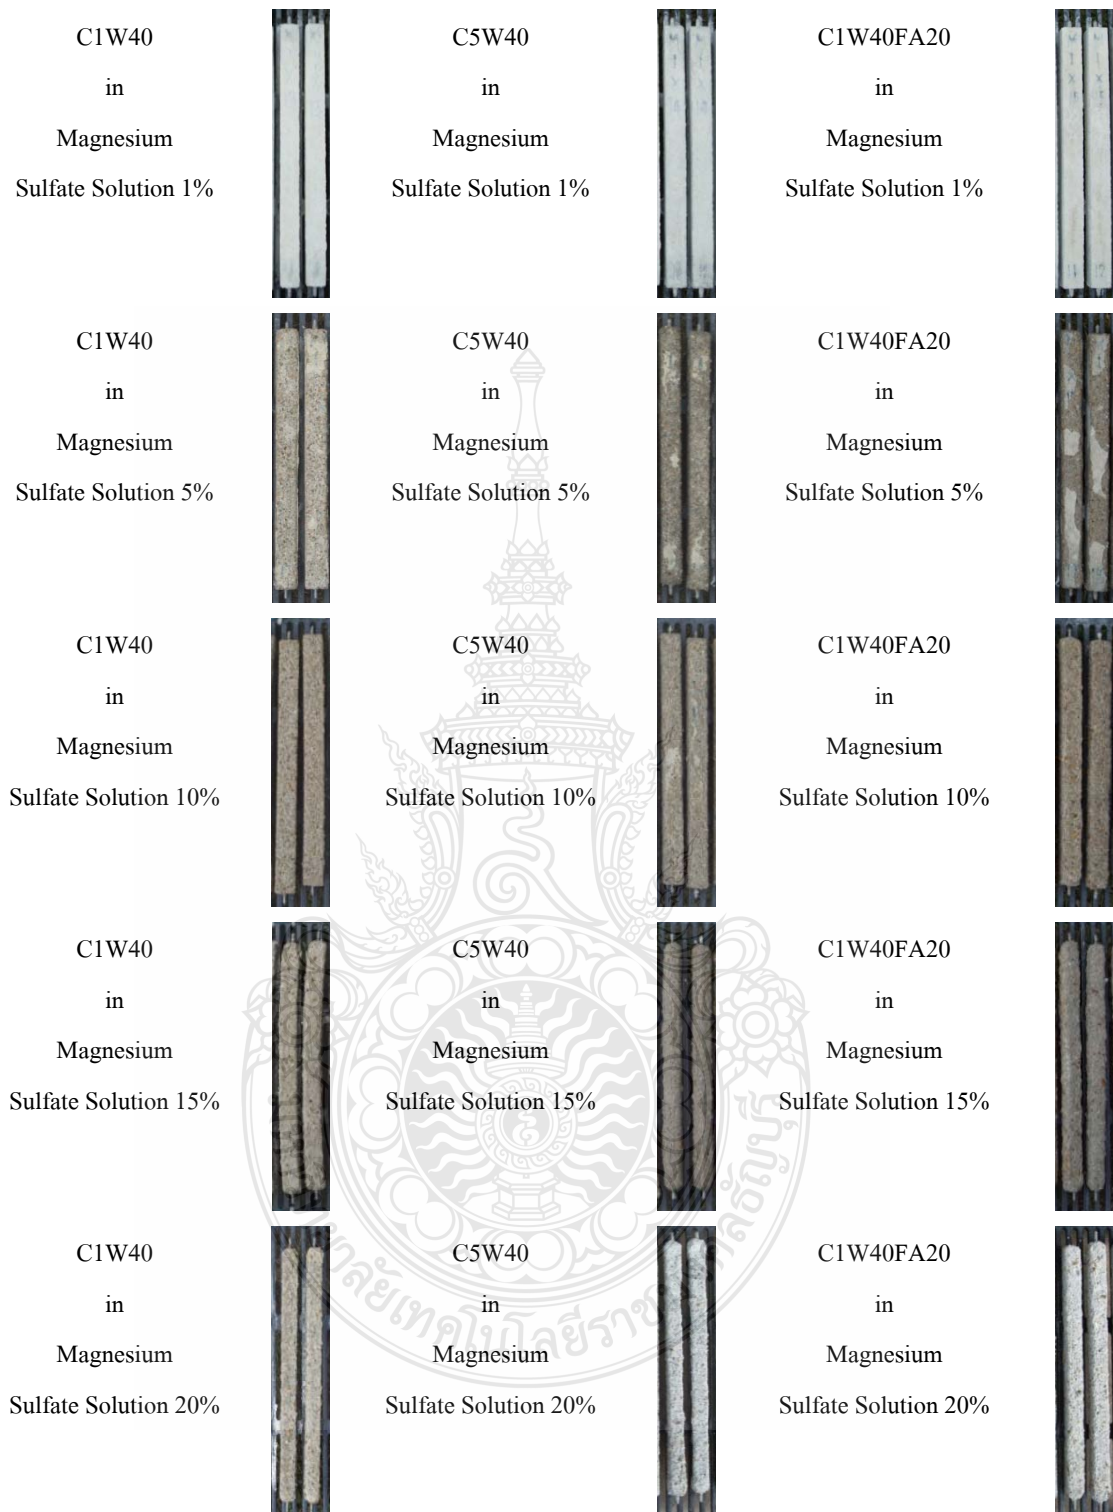 C1W40
in
Magnesium
Sulfate Solution 1%
C5W40
in
Magnesium
Sulfate Solution 1%
C1W40FA20
in
Magnesium
Sulfate Solution 1%
C1W40
in
Magnesium
Sulfate Solution 5%
C5W40
in
Magnesium
Sulfate Solution 5%
C1W40FA20
in
Magnesium
Sulfate Solution 5%
C1W40
in
Magnesium
Sulfate Solution 10%
C5W40
in
Magnesium
Sulfate Solution 10%
C1W40FA20
in
Magnesium
Sulfate Solution 10%
C1W40
in
Magnesium
Sulfate Solution 15%
C5W40
in
Magnesium
Sulfate Solution 15%
C1W40FA20
in
Magnesium
Sulfate Solution 15%
C1W40
in
Magnesium
Sulfate Solution 20%
C5W40
in
Magnesium
Sulfate Solution 20%
C1W40FA20
in
Magnesium
Sulfate Solution 20%